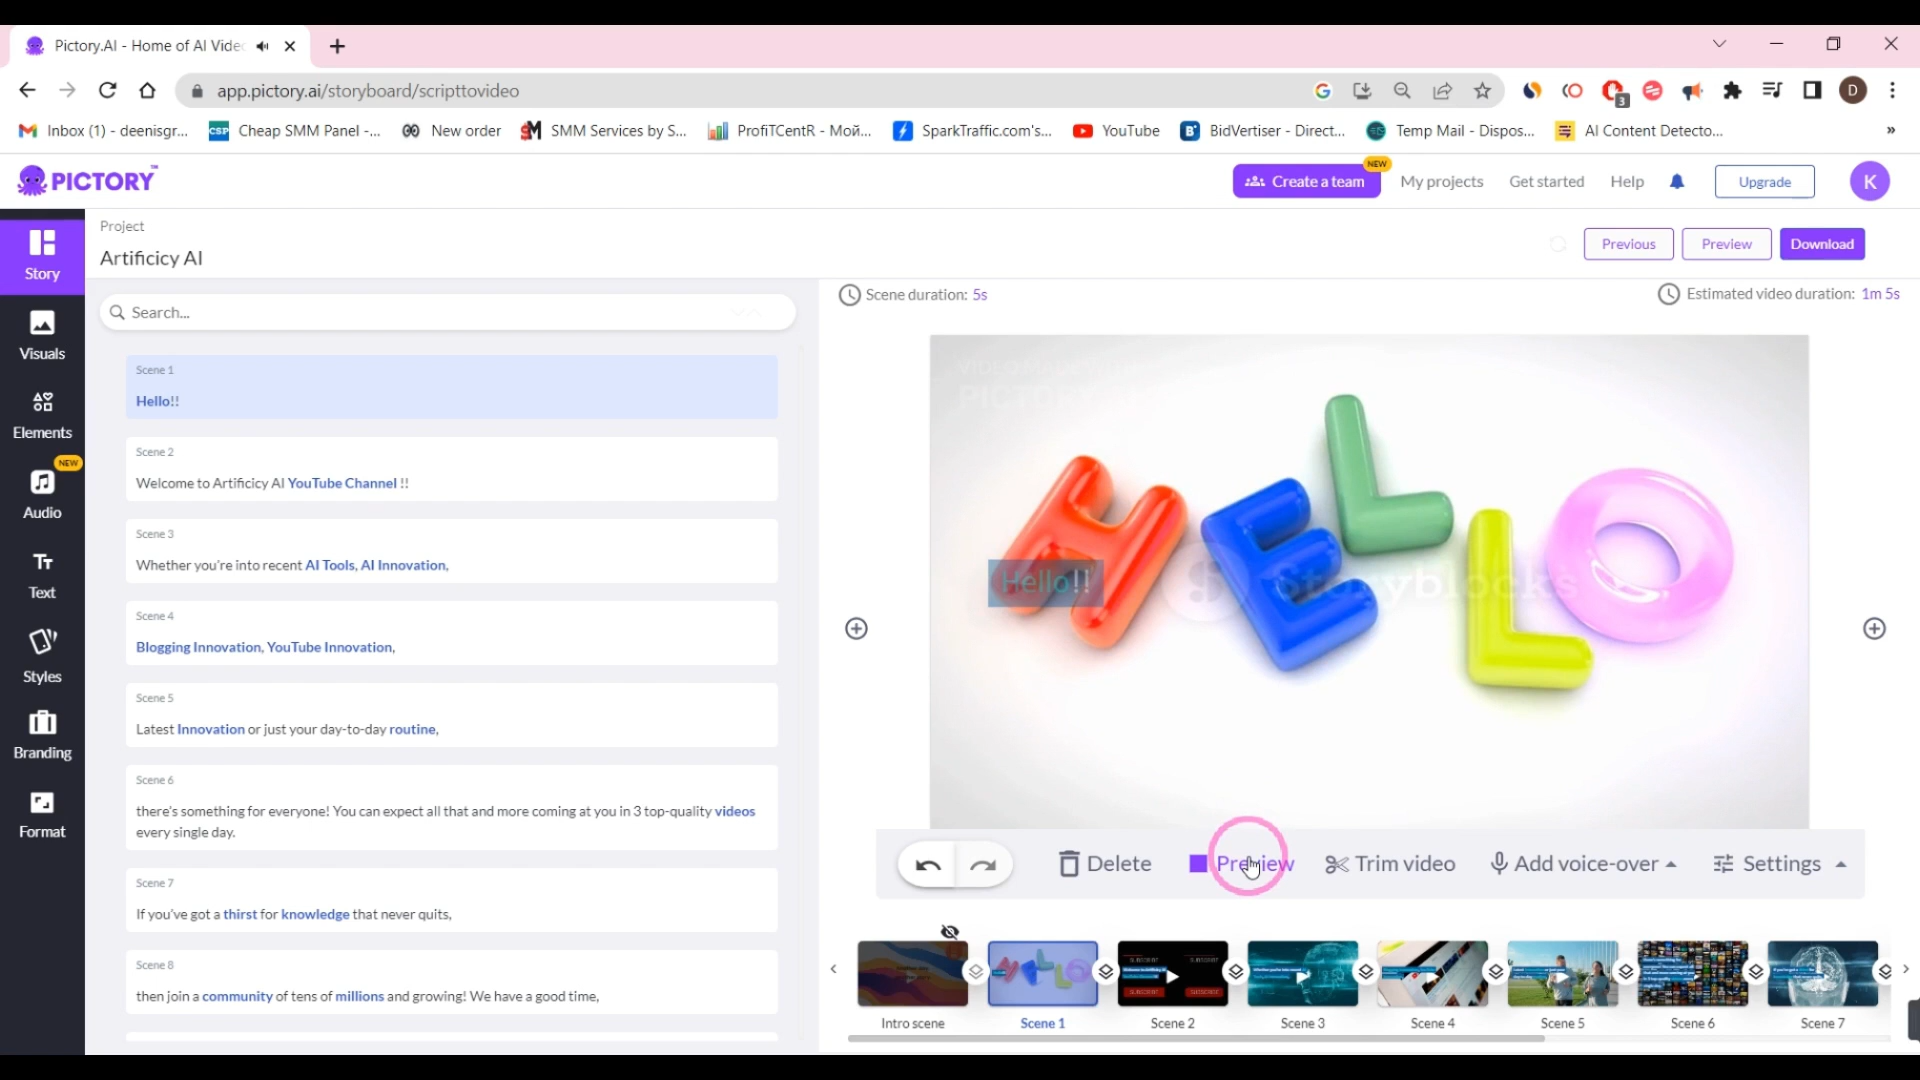 Pictory.AI - Home of AI Vide
app.pictory.ai/storyboard/scripttovideo
3
D
Inbox (1) - deenisgr...
CSP
Cheap SMM Panel -...
New order
SMM Services by S...
ProfiTCentR - Мой...
SparkTraffic.com's...
YouTube
BidVertiser - Direct...
Temp Mail - Dispos...
AI Content Detecto...
»
PICTORY
Create a team
NEW
My projects
Get started
Help
Upgrade
K
Story
Visuals
Elements
NEW
Audio
Text
Styles
Branding
Format
Project
Artificicy AI
Previous
Preview
Download
Search...
Scene duration: 5s
Estimated video duration: 1m 5s
Scene 1
Hello!!
Scene 2
Welcome to Artificicy AI YouTube Channel !!
Scene 3
Whether you're into recent AI Tools, AI Innovation,
Scene 4
Blogging Innovation, YouTube Innovation,
Scene 5
Latest Innovation or just your day-to-day routine,
Scene 6
there's something for everyone! You can expect all that and more coming at you in 3 top-quality videos
every single day.
Scene 7
If you've got a thirst for knowledge that never quits,
Scene 8
then join a community of tens of millions and growing! We have a good time,
HELLO
Hello!!
Storyblocks
Delete
Preview
Trim video
Add voice-over
Settings
SUBSCRIBE
SUBSCRIBE
Intro scene
Scene 1
Scene 2
Scene 3
Scene 4
Scene 5
Scene 6
Scene 7